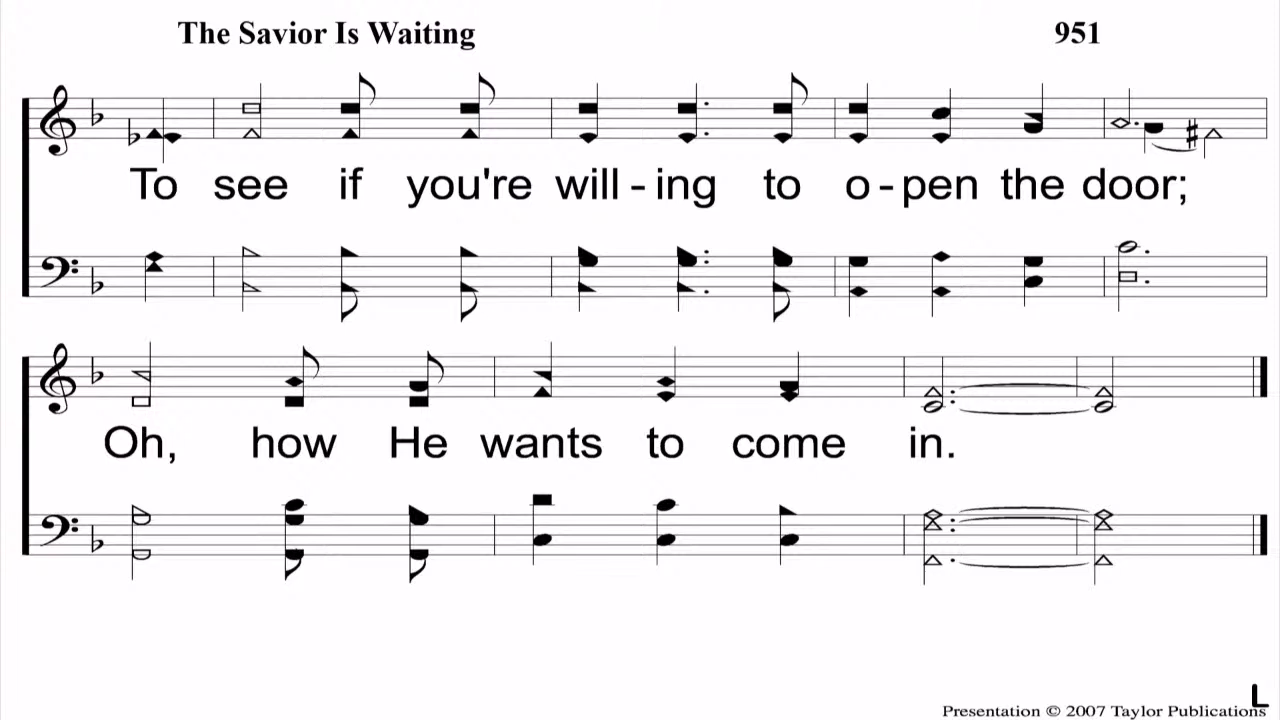 The Savior Is Waiting 951
To see if you're will-ing to o-pen the door;
Oh, how He wants to come in.
L
Presentation © 2007 Taylor Publications